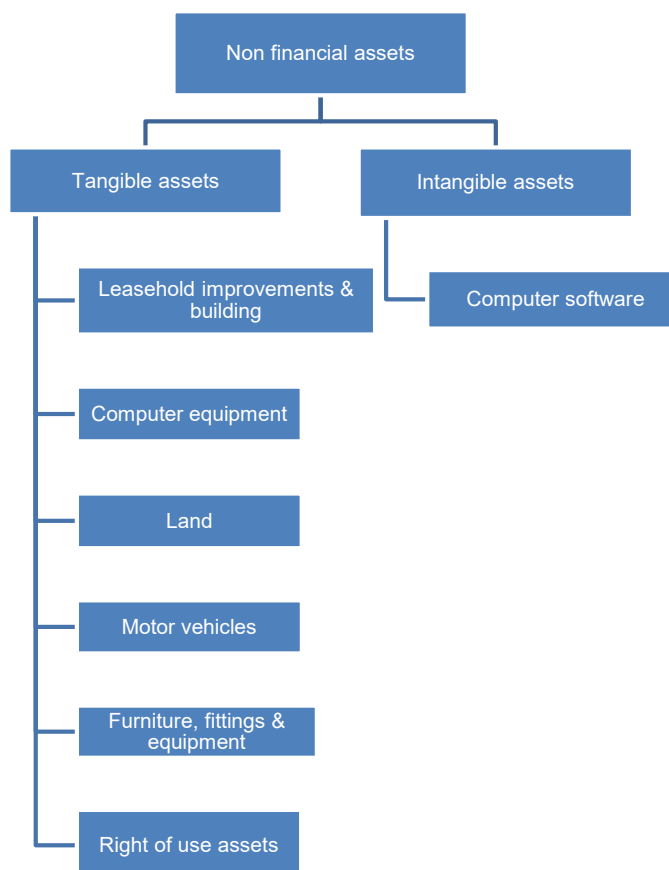 Non financial assets
Tangible assets
Intangible assets
Leasehold improvements &
building
Computer software
Computer equipment
Land
Motor vehicles
Furniture, fittings &
equipment
Right of use assets